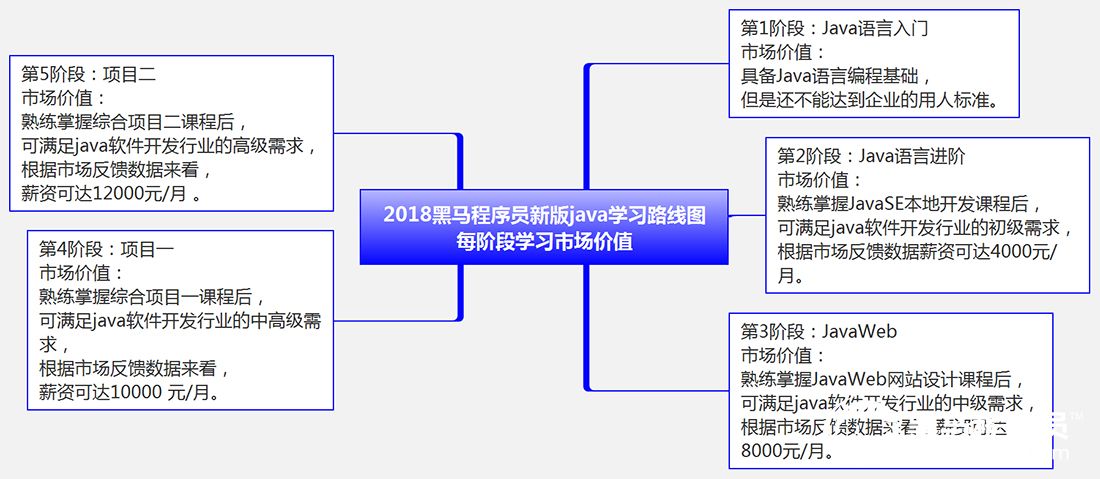 2018黑马程序员新版java学习路线图
每阶段学习市场价值
第1阶段：Java语言入门
市场价值：
具备Java语言编程基础，
但是还不能达到企业的用人标准。
第2阶段：Java语言进阶
市场价值：
熟练掌握JavaSE本地开发课程后，
可满足java软件开发行业的初级需求，
根据市场反馈数据薪资可达4000元/
月。
第3阶段：JavaWeb
市场价值：
熟练掌握JavaWeb网站设计课程后，
可满足java软件开发行业的中级需求，
根据市场反馈数据来看，薪资可达
8000元/月。
第4阶段：项目一
市场价值：
熟练掌握综合项目一课程后，
可满足java软件开发行业的中高级需
求，
根据市场反馈数据来看，
薪资可达10000 元/月。
第5阶段：项目二
市场价值：
熟练掌握综合项目二课程后，
可满足java软件开发行业的高级需求，
根据市场反馈数据来看，
薪资可达12000元/月 。